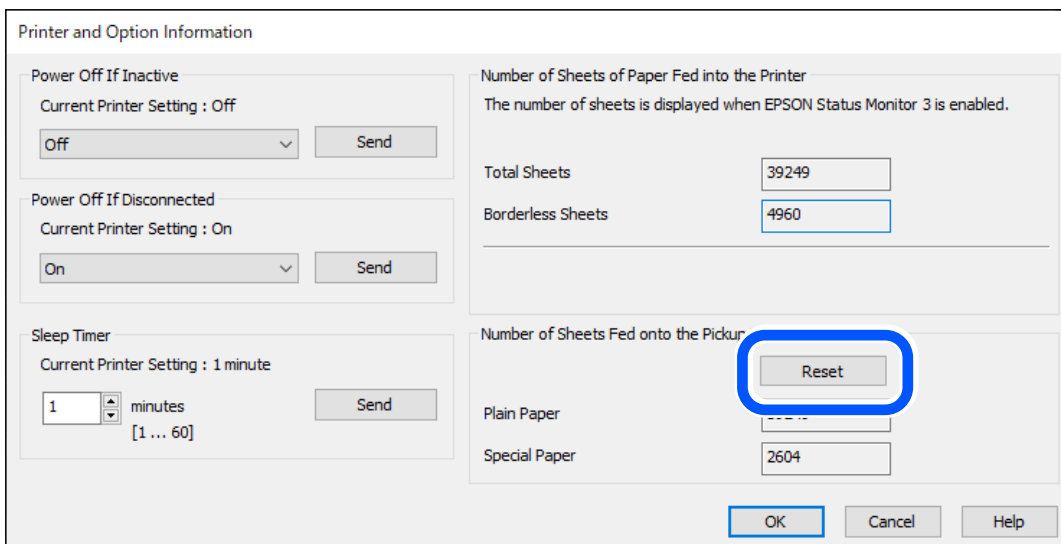 Printer and Option Information
Power Off If Inactive
Current Printer Setting : Off
Off
Send
Power Off If Disconnected
Current Printer Setting : On
On
Send
Sleep Timer
Current Printer Setting : 1 minute
1
minutes
Send
[1 ... 60]
Number of Sheets of Paper Fed into the Printer
The number of sheets is displayed when EPSON Status Monitor 3 is enabled.
Total Sheets
39249
Borderless Sheets
4960
Number of Sheets Fed onto the Pickup
Reset
Plain Paper
Special Paper
2604
OK
Cancel
Help